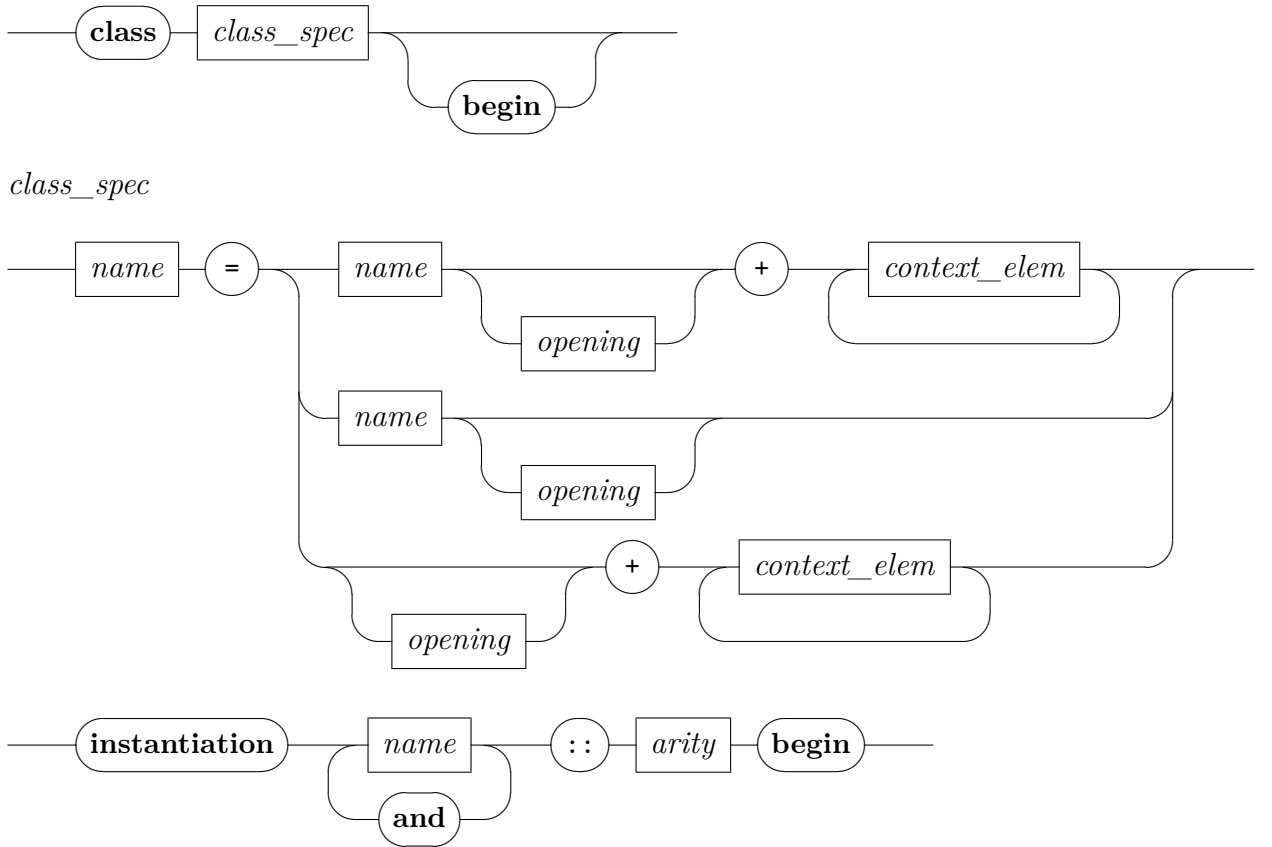 class class_spec
begin
class_spec
name = name + context_elem
opening
name
opening
+ context_elem
opening
instantiation name :: arity begin
and